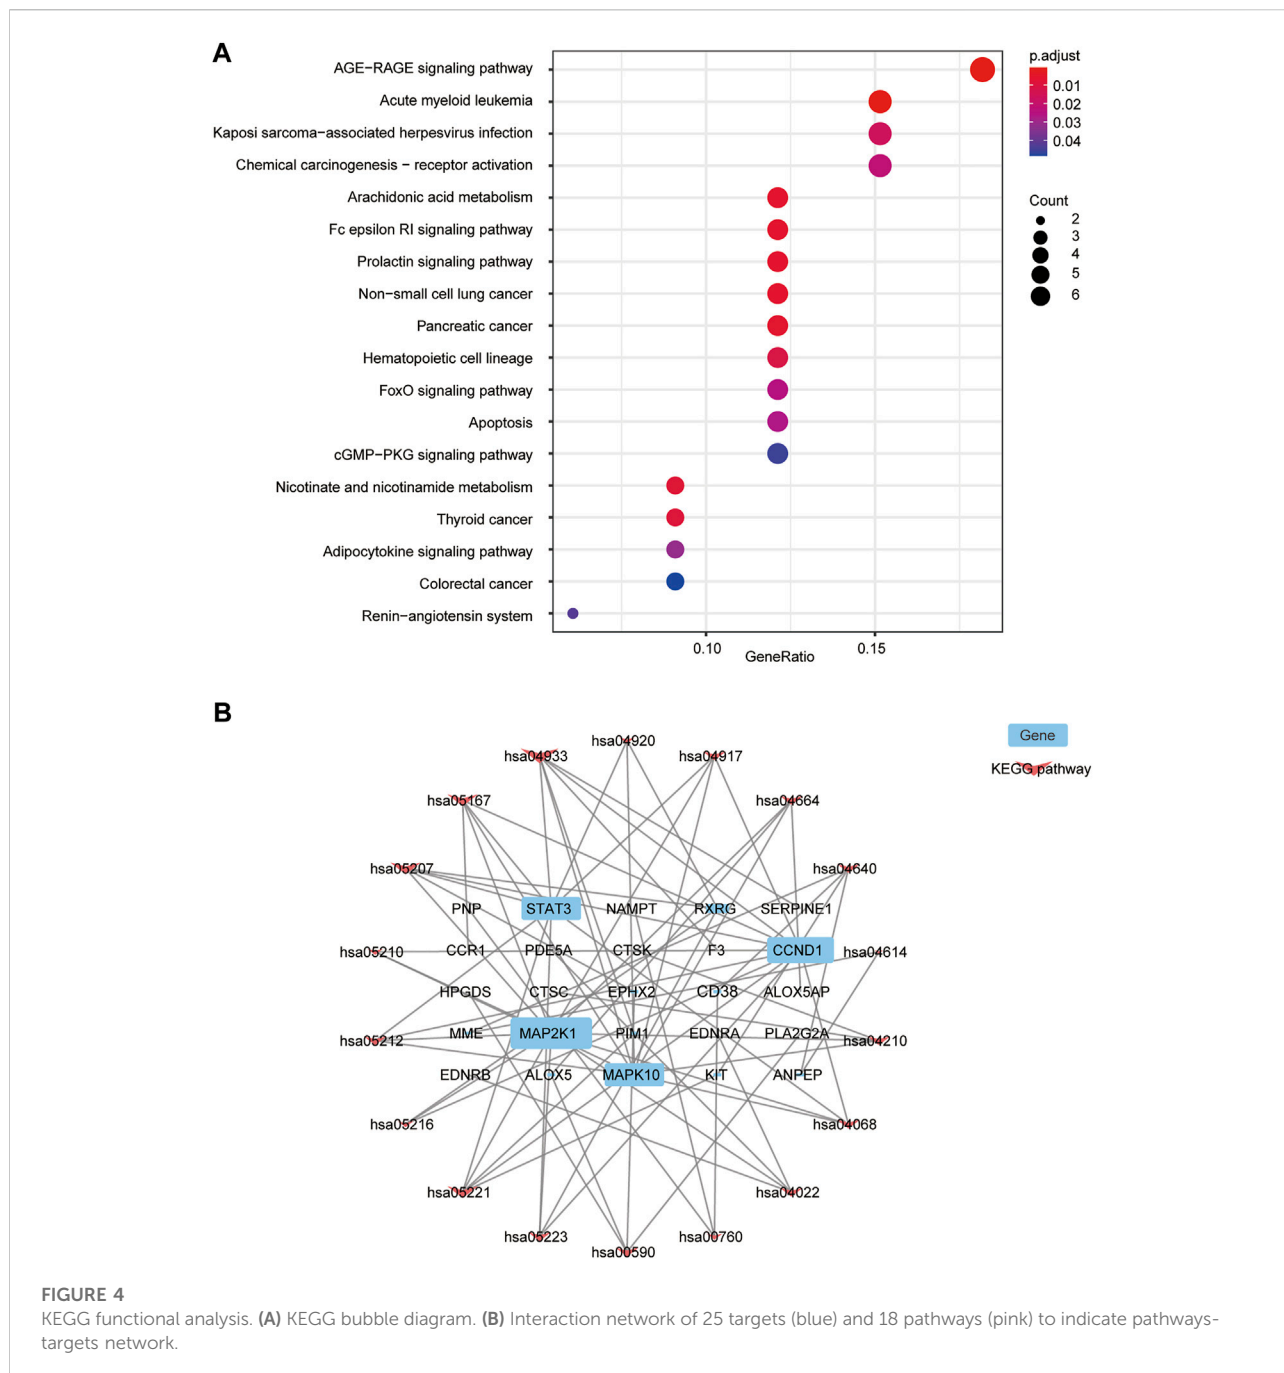 A
AGE−RAGE signaling pathway
Acute myeloid leukemia
Kaposi sarcoma−associated herpesvirus infection
Chemical carcinogenesis − receptor activation
Arachidonic acid metabolism
Fc epsilon RI signaling pathway
Prolactin signaling pathway
Non−small cell lung cancer
Pancreatic cancer
Hematopoietic cell lineage
FoxO signaling pathway
Apoptosis
cGMP−PKG signaling pathway
Nicotinate and nicotinamide metabolism
Thyroid cancer
Adipocytokine signaling pathway
Colorectal cancer
Renin−angiotensin system
0.10 0.15
GeneRatio
p.adjust
0.01
0.02
0.03
0.04
Count
2
3
4
5
6
B
Gene
KEGG pathway
hsa04920
hsa04933 hsa04917
hsa05167 hsa04664
hsa05207 hsa04640
PNP STAT3 NAMPT RXRG SERPINE1
hsa05210 CCR1 PDE5A CTSK F3 CCND1 hsa04614
HPGDS CTSC EPHX2 CD38 ALOX5AP
hsa05212 MME MAP2K1 PIM1 EDNRA PLA2G2A hsa04210
EDNRB ALOX5 MAPK10 KIT ANPEP
hsa05216 hsa04068
hsa05221 hsa04022
hsa05223 hsa00760
hsa00590
FIGURE 4
KEGG functional analysis. (A) KEGG bubble diagram. (B) Interaction network of 25 targets (blue) and 18 pathways (pink) to indicate pathways-
targets network.